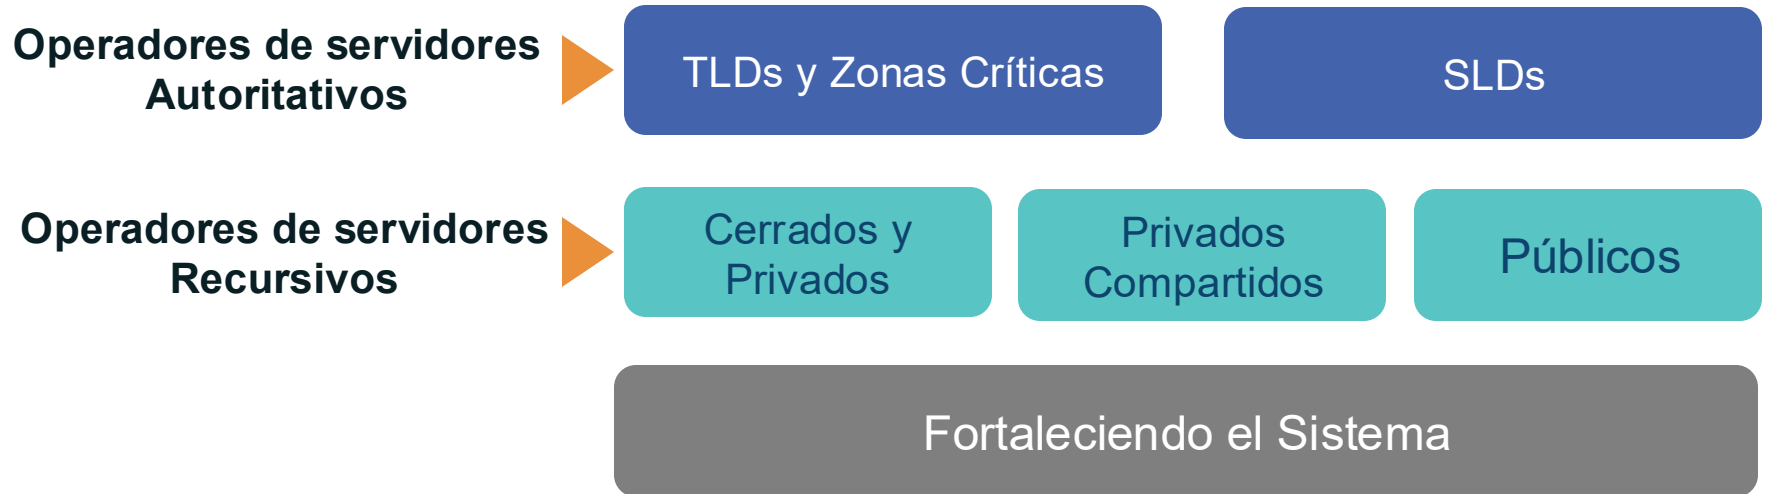 Operadores de servidores
Autoritativos
TLDs y Zonas Críticas
SLDs
Operadores de servidores
Recursivos
Cerrados y
Privados
Privados
Compartidos
Públicos
Fortaleciendo el Sistema